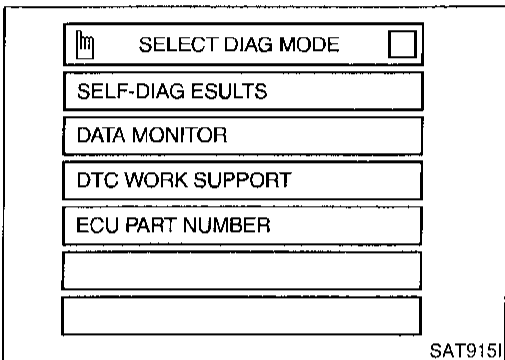 SELECT DIAG MODE
SELF-DIAG ESULTS
DATA MONITOR
DTC WORK SUPPORT
ECU PART NUMBER
SAT915I